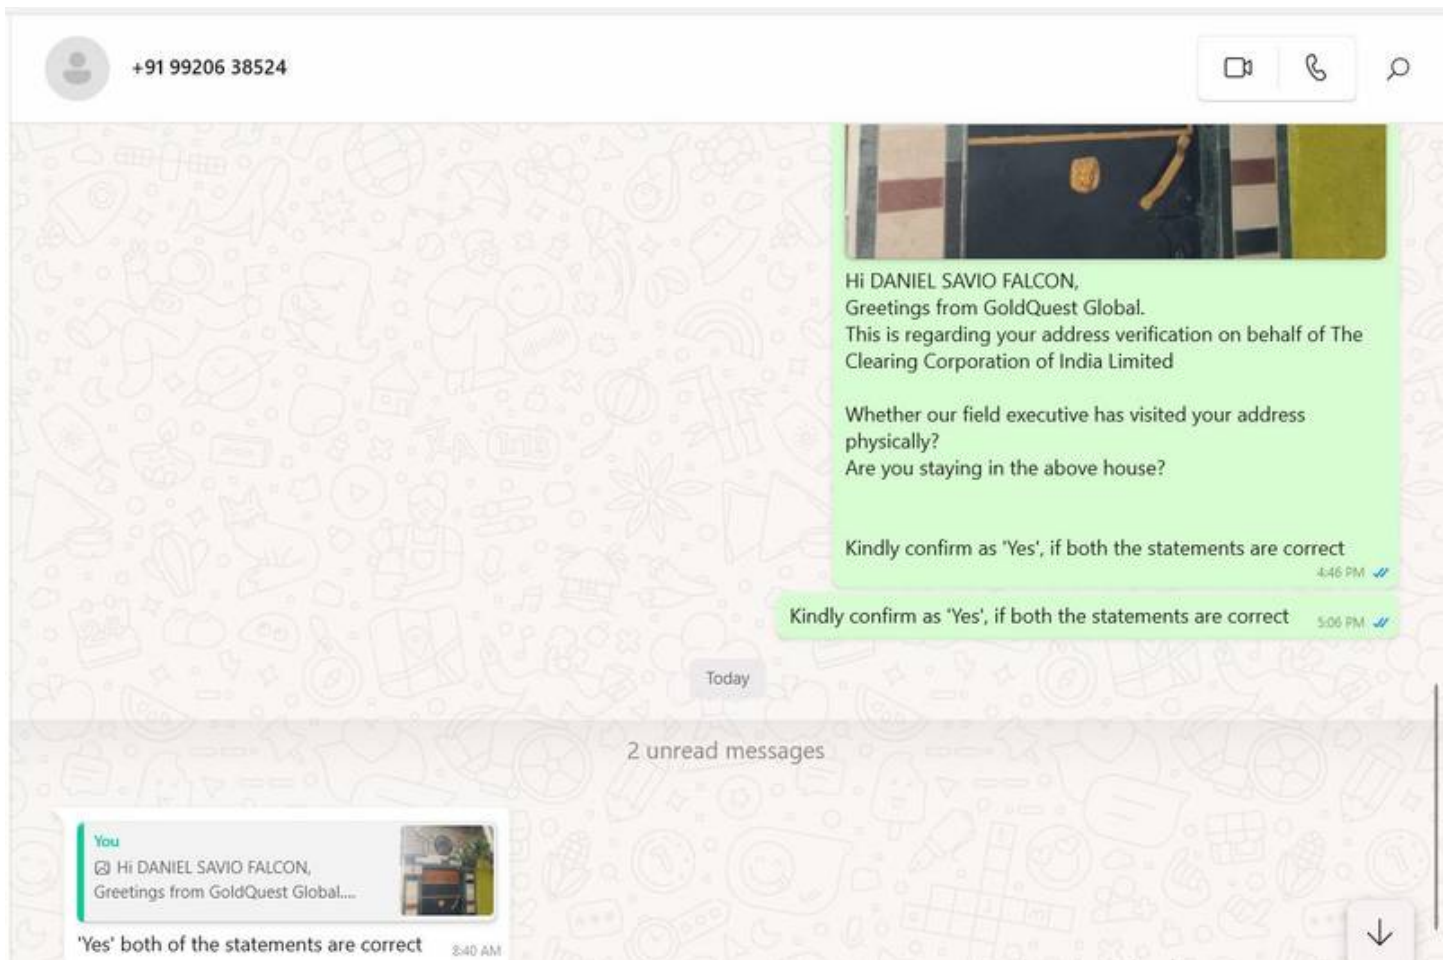 +91 99206 38524
Hi DANIEL SAVIO FALCON,
Greetings from GoldQuest Global.
This is regarding your address verification on behalf of The
Clearing Corporation of India Limited
Whether our field executive has visited your address
physically?
Are you staying in the above house?
Kindly confirm as 'Yes', if both the statements are correct
4:46 PM
Kindly confirm as 'Yes', if both the statements are correct
5:06 PM
Today
2 unread messages
You
Hi DANIEL SAVIO FALCON,
Greetings from GoldQuest Global....
'Yes' both of the statements are correct
8:40 AM